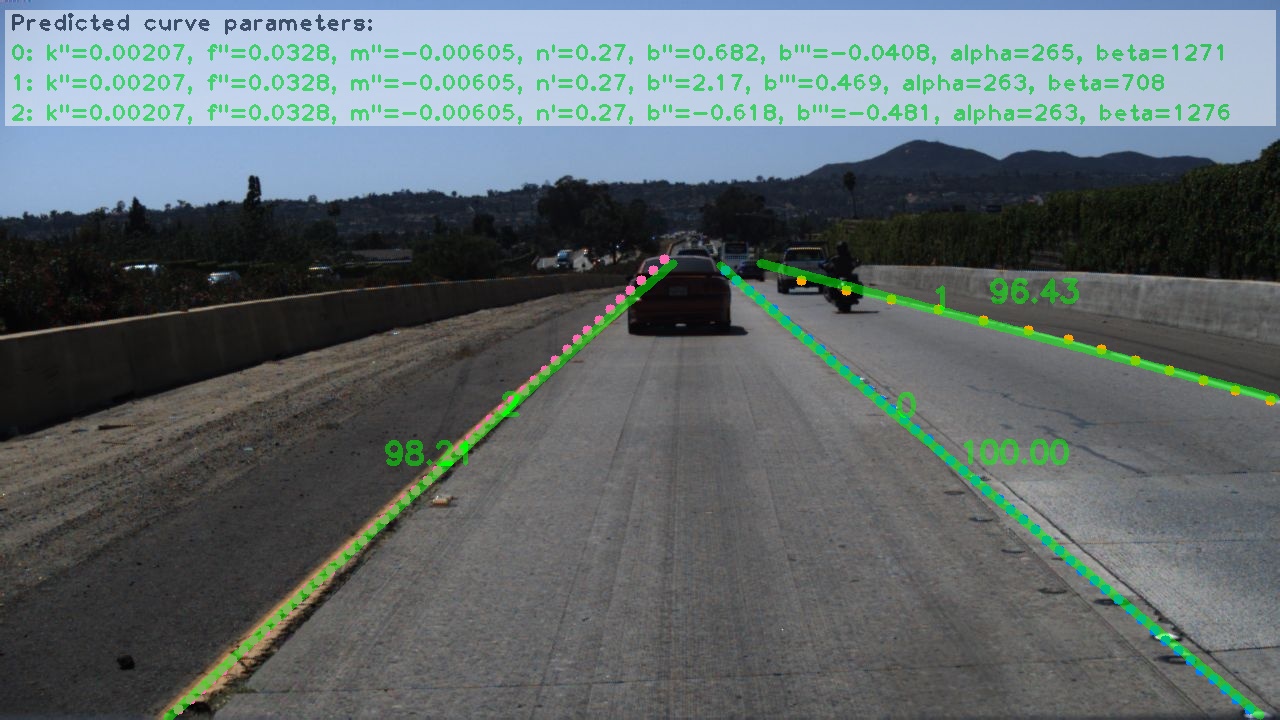 Predicted curve parameters:
0: k''=0.00207, f''=0.0328, m''=-0.00605, n'=0.27, b''=0.682, b'''=-0.0408, alpha=265, beta=1271
1: k''=0.00207, f''=0.0328, m''=-0.00605, n'=0.27, b''=2.17, b'''=0.469, alpha=263, beta=708
2: k''=0.00207, f''=0.0328, m''=-0.00605, n'=0.27, b''=-0.618, b'''=-0.481, alpha=263, beta=1276
1 96.43
2 0
98.21 100.00